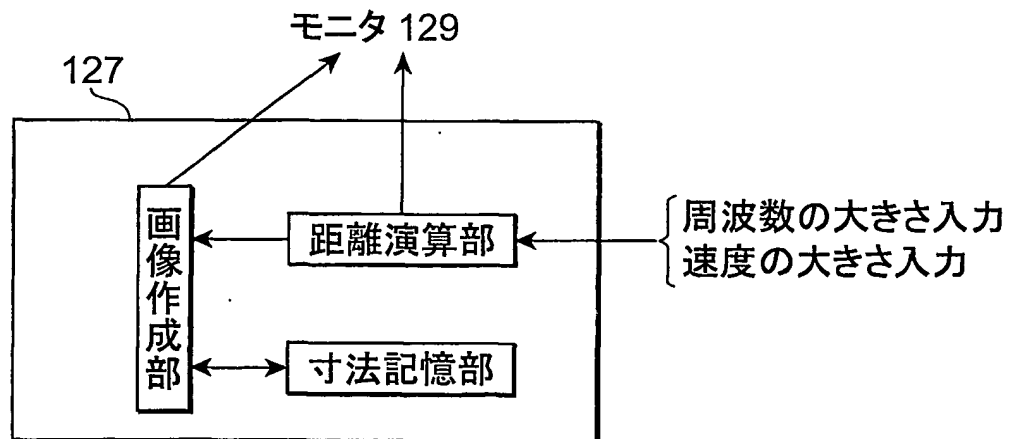 モニタ 129
127
画像作成部
距離演算部
周波数の大きさ入力
速度の大きさ入力
寸法記憶部